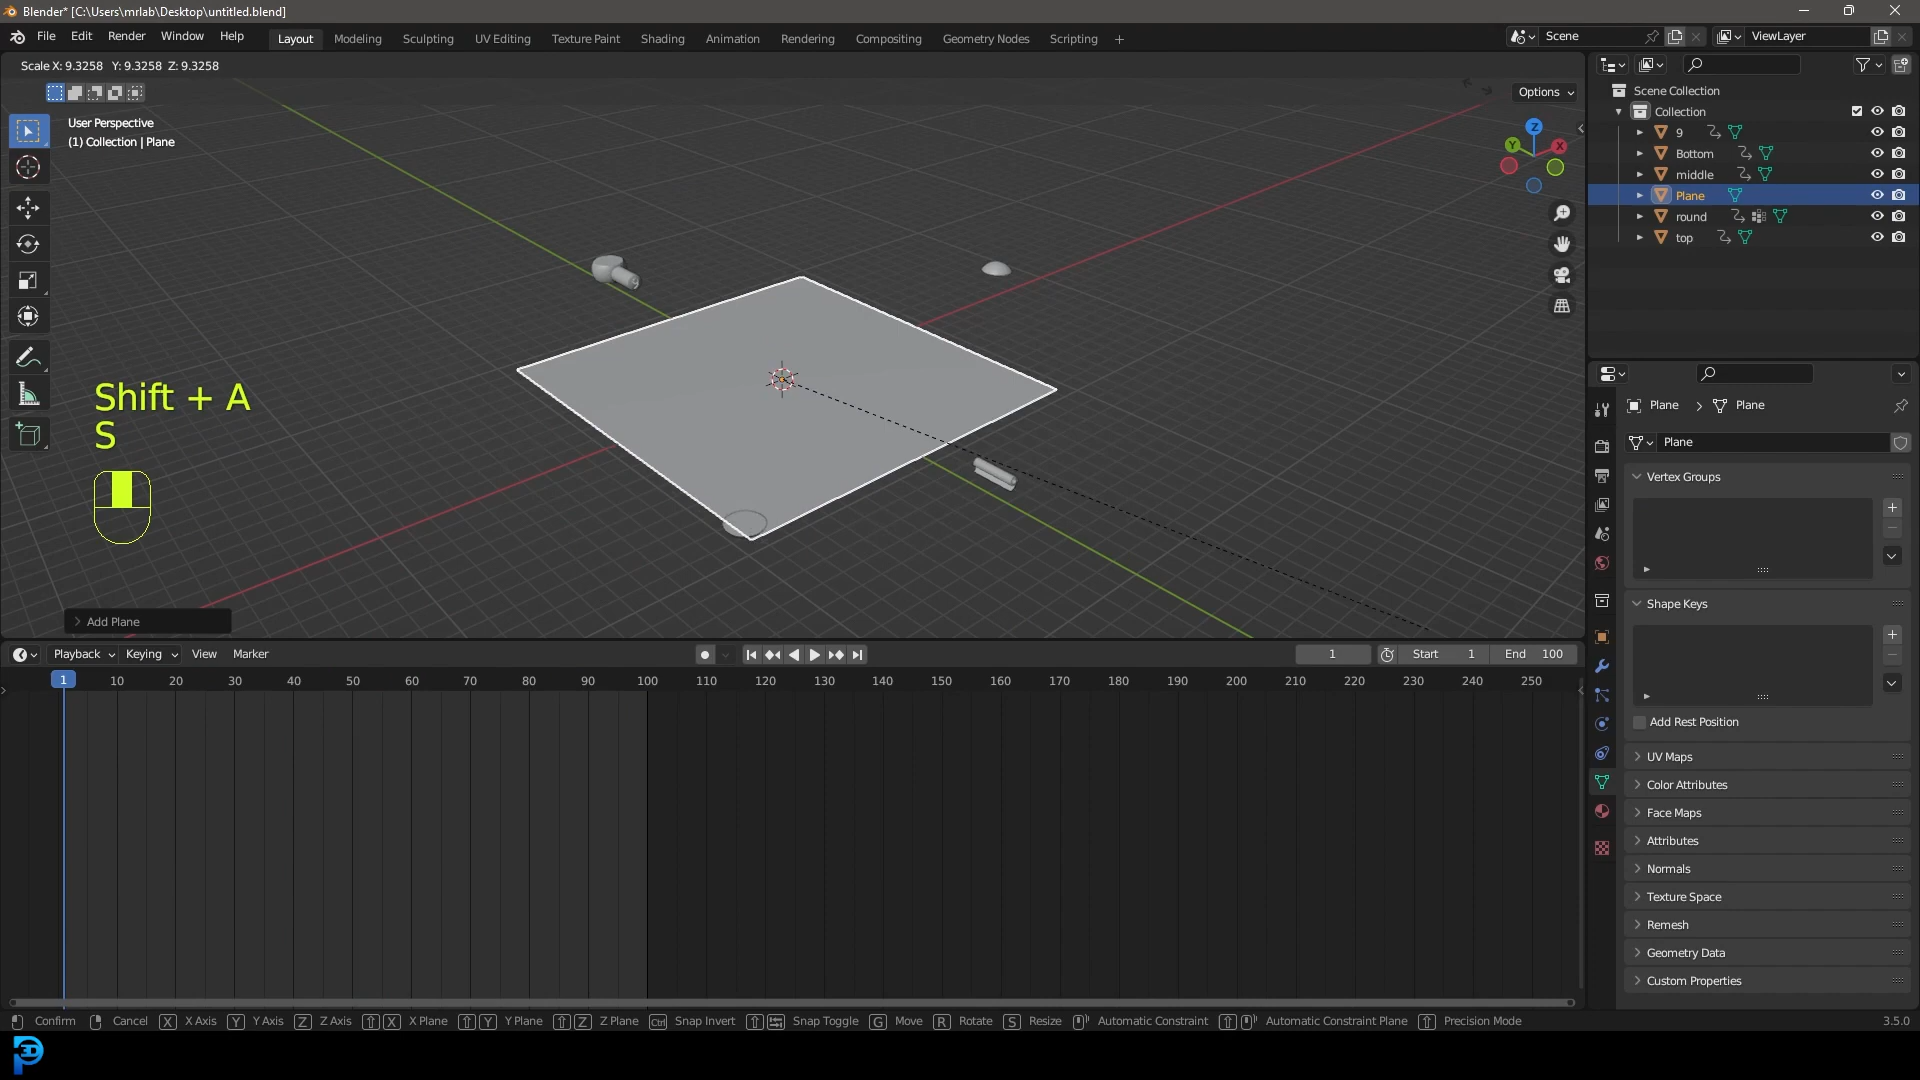 Blender* [C:\Users\mrlab\Desktop\untitled.blend]
File Edit Render Window Help Layout Modeling Sculpting UV Editing Texture Paint Shading Animation Rendering Compositing Geometry Nodes Scripting + Scene ViewLayer
Scale X: 9.3258 Y: 9.3258 Z: 9.3258
Options
User Perspective
(1) Collection | Plane
Z
Y
X
Scene Collection
Collection
9
Bottom
middle
Plane
round
top
Shift + A
S
Add Plane
Plane > Plane
Plane
Vertex Groups
Shape Keys
Add Rest Position
UV Maps
Color Attributes
Face Maps
Attributes
Normals
Texture Space
Remesh
Geometry Data
Custom Properties
Playback Keying View Marker 1 Start 1 End 100
1 10 20 30 40 50 60 70 80 90 100 110 120 130 140 150 160 170 180 190 200 210 220 230 240 250
Confirm Cancel X X Axis Y Y Axis Z Z Axis X X Plane Y Y Plane Z Z Plane Ctrl Snap Invert Snap Toggle G Move R Rotate S Resize Automatic Constraint Automatic Constraint Plane Precision Mode 3.5.0
3D